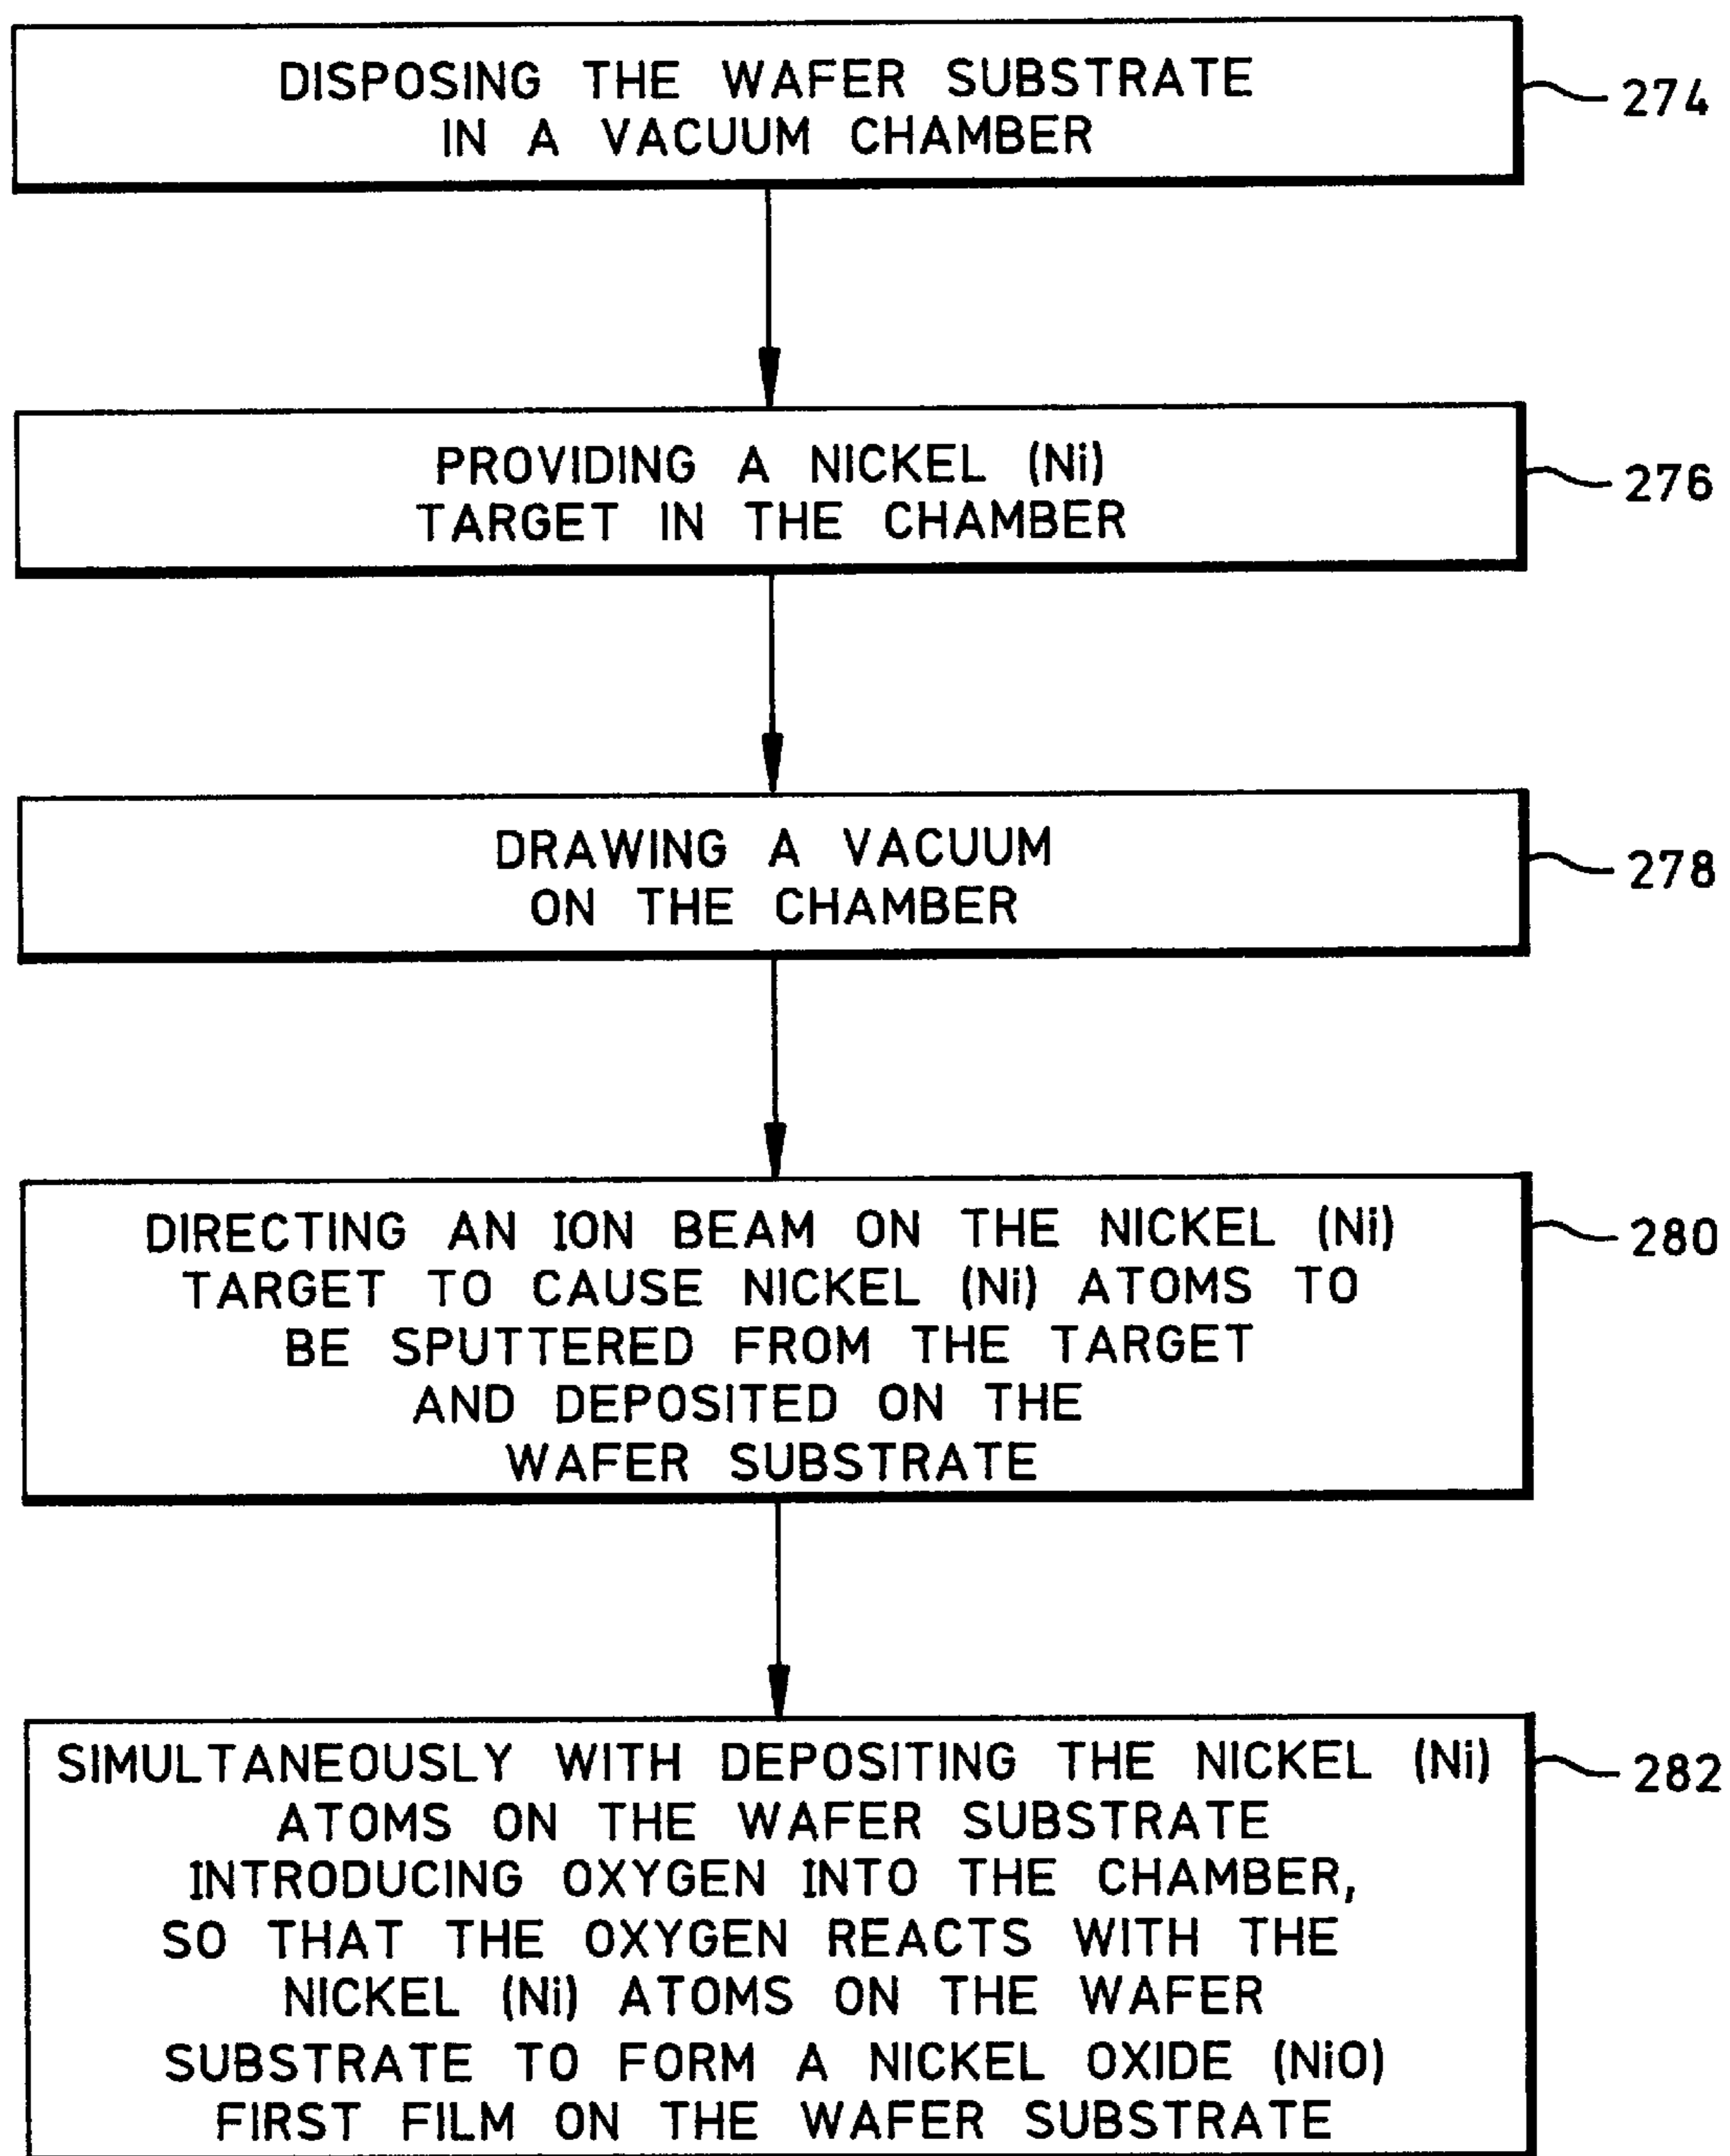 DISPOSING THE WAFER SUBSTRATE
IN A VACUUM CHAMBER
274
PROVIDING A NICKEL (Ni)
TARGET IN THE CHAMBER
276
DRAWING A VACUUM
ON THE CHAMBER
278
DIRECTING AN ION BEAM ON THE NICKEL (Ni)
TARGET TO CAUSE NICKEL (Ni) ATOMS TO
BE SPUTTERED FROM THE TARGET
AND DEPOSITED ON THE
WAFER SUBSTRATE
280
SIMULTANEOUSLY WITH DEPOSITING THE NICKEL (Ni)
ATOMS ON THE WAFER SUBSTRATE
INTRODUCING OXYGEN INTO THE CHAMBER,
SO THAT THE OXYGEN REACTS WITH THE
NICKEL (Ni) ATOMS ON THE WAFER
SUBSTRATE TO FORM A NICKEL OXIDE (NiO)
FIRST FILM ON THE WAFER SUBSTRATE
282